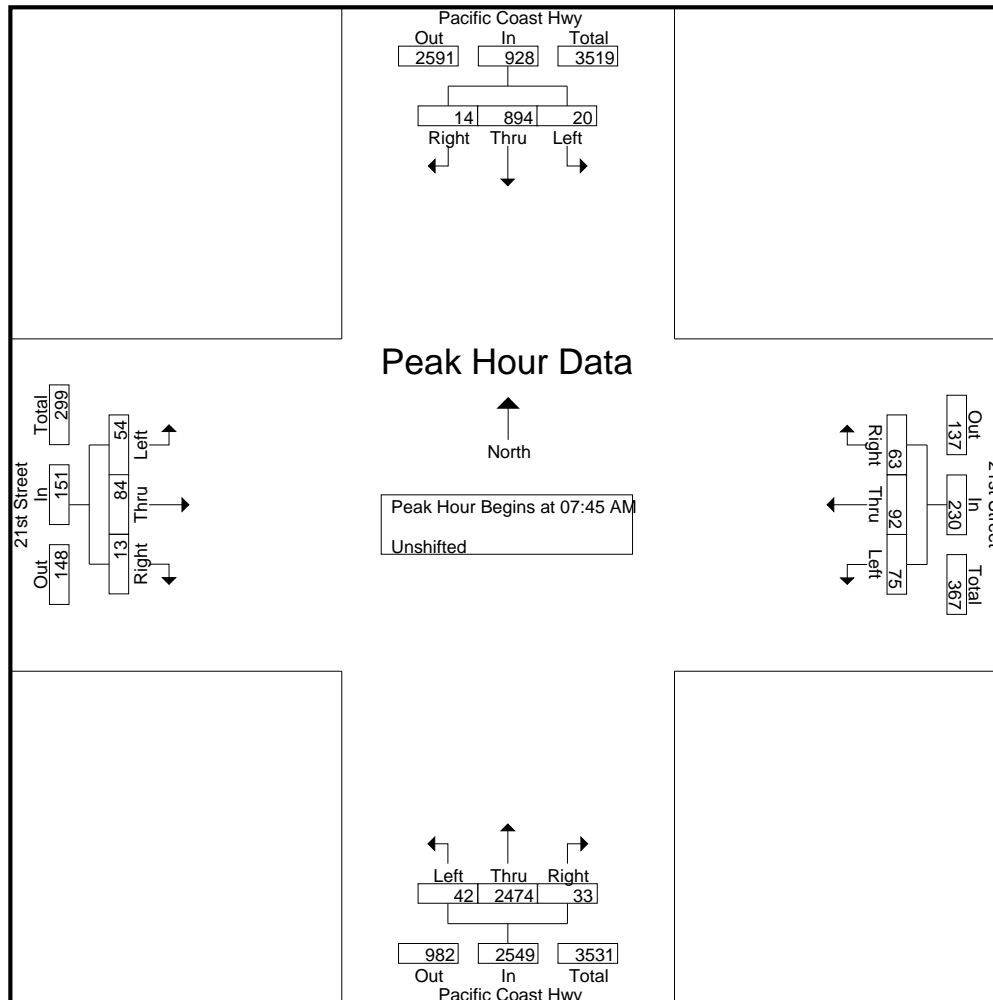 Pacific Coast Hwy
Out In Total
2591 928 3519
14 894 20
Right Thru Left
Peak Hour Data
North
Peak Hour Begins at 07:45 AM
Unshifted
21st Street
Out In Total
148 151 299
13 84 54
Right Thru Left
21st Street
Out In Total
137 230 367
63 92 75
Right Thru Left
Left Thru Right
42 2474 33
982 2549 3531
Out In Total
Pacific Coast Hwy